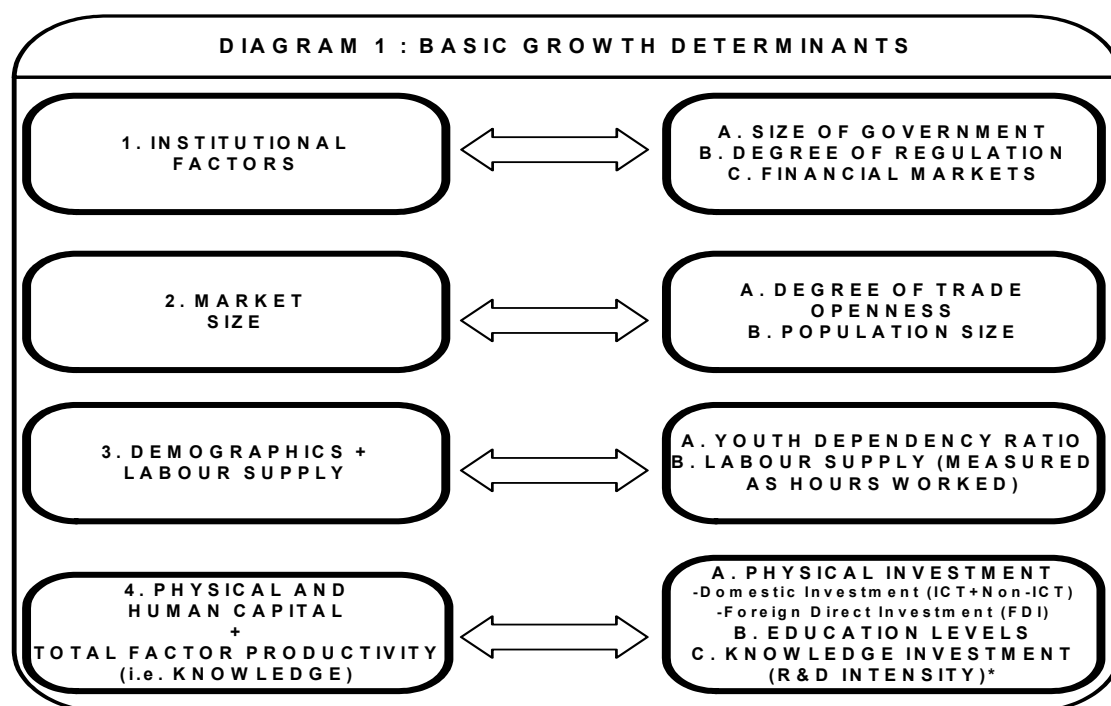 DIAGRAM 1 : BASIC GROWTH DETERMINANTS
1. INSTITUTIONAL
FACTORS
A. SIZE OF GOVERNMENT
B. DEGREE OF REGULATION
C. FINANCIAL MARKETS
2. MARKET
SIZE
A. DEGREE OF TRADE
OPENNESS
B. POPULATION SIZE
3. DEMOGRAPHICS +
LABOUR SUPPLY
A. YOUTH DEPENDENCY RATIO
B. LABOUR SUPPLY (MEASURED
AS HOURS WORKED)
4. PHYSICAL AND
HUMAN CAPITAL
+
TOTAL FACTOR PRODUCTIVITY
(i.e. KNOWLEDGE)
A. PHYSICAL INVESTMENT
-Domestic Investment (ICT+Non-ICT)
-Foreign Direct Investment (FDI)
B. EDUCATION LEVELS
C. KNOWLEDGE INVESTMENT
(R&D INTENSITY)*